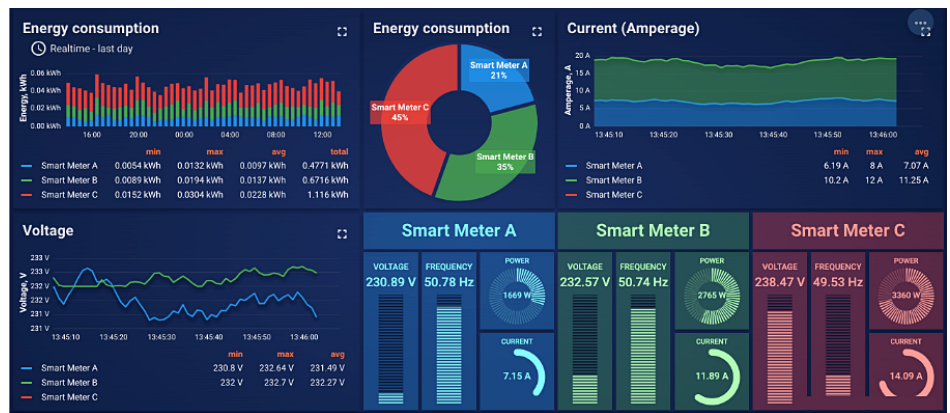 Energy consumption
Realtime - last day
Energy, kWh
0.06 kWh
0.04 kWh
0.02 kWh
0.00 kWh
16:00 20:00 00:00 04:00 08:00 12:00
min max avg total
Smart Meter A 0.0054 kWh 0.0132 kWh 0.0097 kWh 0.4771 kWh
Smart Meter B 0.0089 kWh 0.0194 kWh 0.0137 kWh 0.6716 kWh
Smart Meter C 0.0152 kWh 0.0304 kWh 0.0228 kWh 1.116 kWh
Energy consumption
Smart Meter A
21%
Smart Meter C
45%
Smart Meter B
35%
Current (Amperage)
Amperage, A
20 A
15 A
10 A
5 A
0 A
13:45:10 13:45:20 13:45:30 13:45:40 13:45:50 13:46:00
min max avg
Smart Meter A 6.19 A 8 A 7.07 A
Smart Meter B 10.2 A 12 A 11.25 A
Smart Meter C
Voltage
Voltage, V
233 V
233 V
232 V
232 V
231 V
231 V
13:45:10 13:45:20 13:45:30 13:45:40 13:45:50 13:46:00
min max avg
Smart Meter A 230.8 V 232.64 V 231.49 V
Smart Meter B 232 V 232.7 V 232.27 V
Smart Meter C
Smart Meter A
VOLTAGE
230.89 V
FREQUENCY
50.78 Hz
POWER
1669 W
CURRENT
7.15 A
Smart Meter B
VOLTAGE
232.57 V
FREQUENCY
50.74 Hz
POWER
2765 W
CURRENT
11.89 A
Smart Meter C
VOLTAGE
238.47 V
FREQUENCY
49.53 Hz
POWER
3360 W
CURRENT
14.09 A